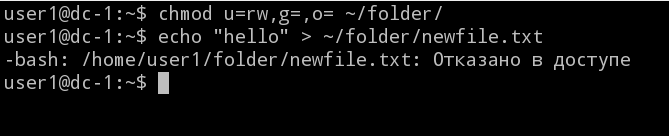 user1@dc-1:~$ chmod u=rw,g=,o= ~/folder/
user1@dc-1:~$ echo "hello" > ~/folder/newfile.txt
-bash: /home/user1/folder/newfile.txt: Отказано в доступе
user1@dc-1:~$